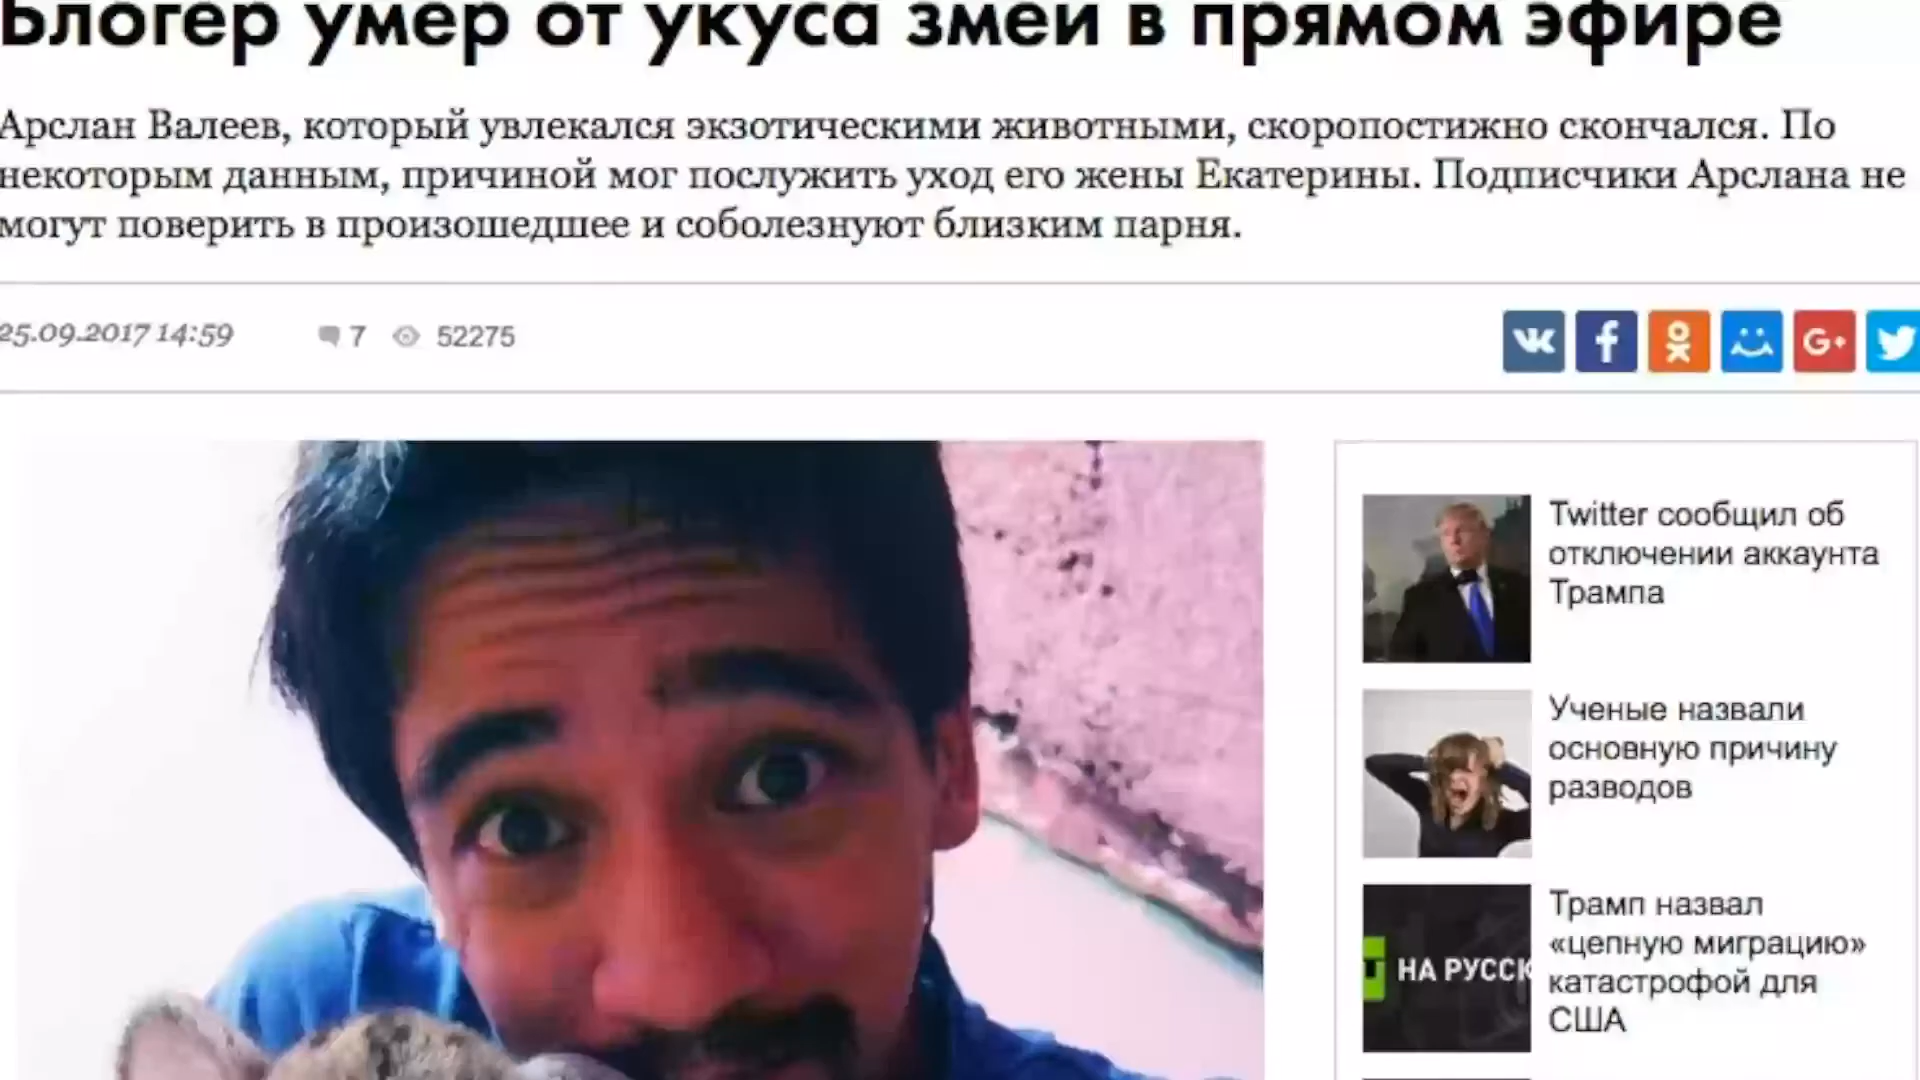 Блогер умер от укуса змеи в прямом эфире
Арслан Валеев, который увлекался экзотическими животными, скоропостижно скончался. По
некоторым данным, причиной мог послужить уход его жены Екатерины. Подписчики Арслана не
могут поверить в произошедшее и соболезнуют близким парня.
25.09.2017 14:59
7
52275
G+
Twitter сообщил об
отключении аккаунта
Трампа
Ученые назвали
основную причину
разводов
НА РУССК
Трамп назвал
«цепную миграцию»
катастрофой для
США